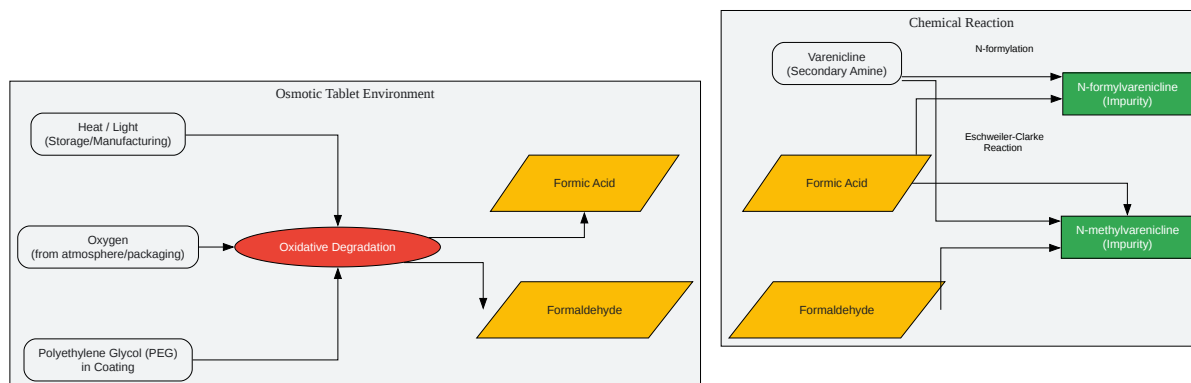 Osmotic Tablet Environment
Heat / Light
(Storage/Manufacturing)
Oxygen
(from atmosphere/packaging)
Polyethylene Glycol (PEG)
in Coating
Oxidative Degradation
Formic Acid
Formaldehyde
Chemical Reaction
Varenicline
(Secondary Amine)
N-formylation
N-formylvarenicline
(Impurity)
Eschweiler-Clarke
Reaction
Formic Acid
N-methylvarenicline
(Impurity)
Formaldehyde